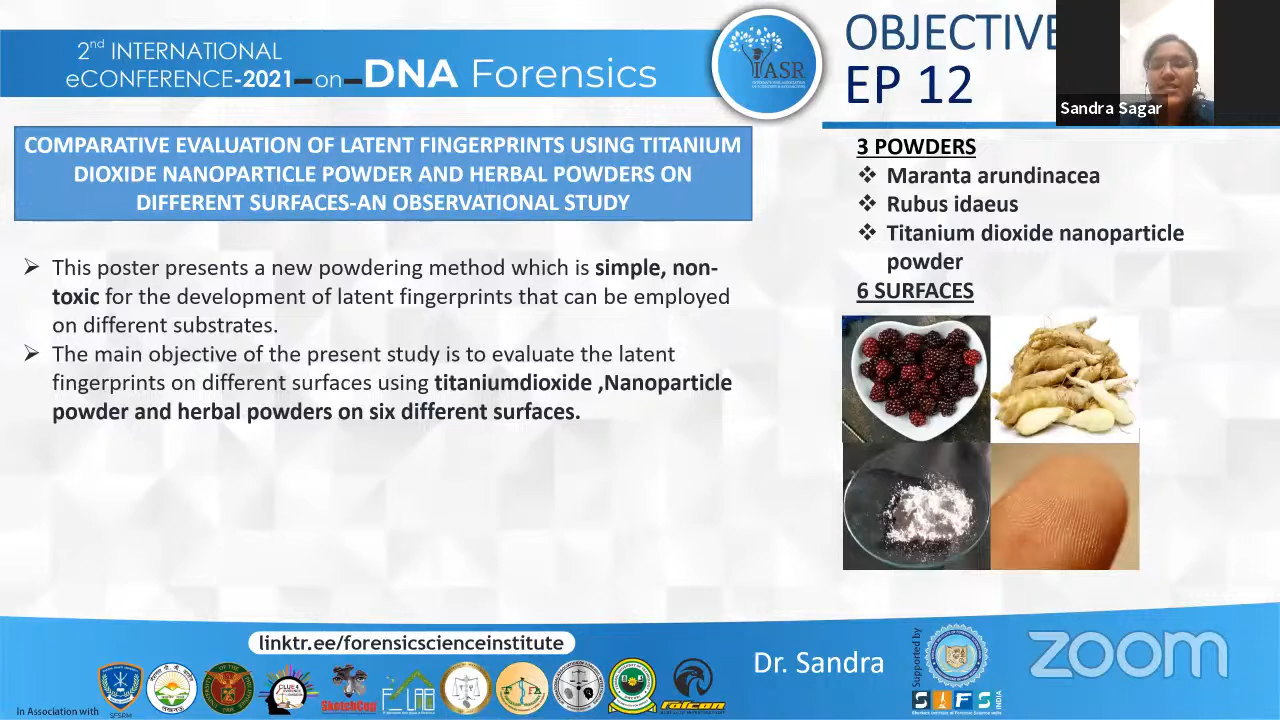 2nd INTERNATIONAL
eCONFERENCE-2021-on-DNA Forensics
IASR
OBJECTIVE
EP 12
Sandra Sagar
COMPARATIVE EVALUATION OF LATENT FINGERPRINTS USING TITANIUM
DIOXIDE NANOPARTICLE POWDER AND HERBAL POWDERS ON
DIFFERENT SURFACES-AN OBSERVATIONAL STUDY
➢ This poster presents a new powdering method which is simple, non-
toxic for the development of latent fingerprints that can be employed
on different substrates.
➢ The main objective of the present study is to evaluate the latent
fingerprints on different surfaces using titaniumdioxide ,Nanoparticle
powder and herbal powders on six different surfaces.
3 POWDERS
❖ Maranta arundinacea
❖ Rubus idaeus
❖ Titanium dioxide nanoparticle
powder
6 SURFACES
linktr.ee/forensicscienceinstitute
In Association with
SFSRM
CLUE4
SketchCop
falcon
Dr. Sandra
Supported by
SIFS
INDIA
zoom